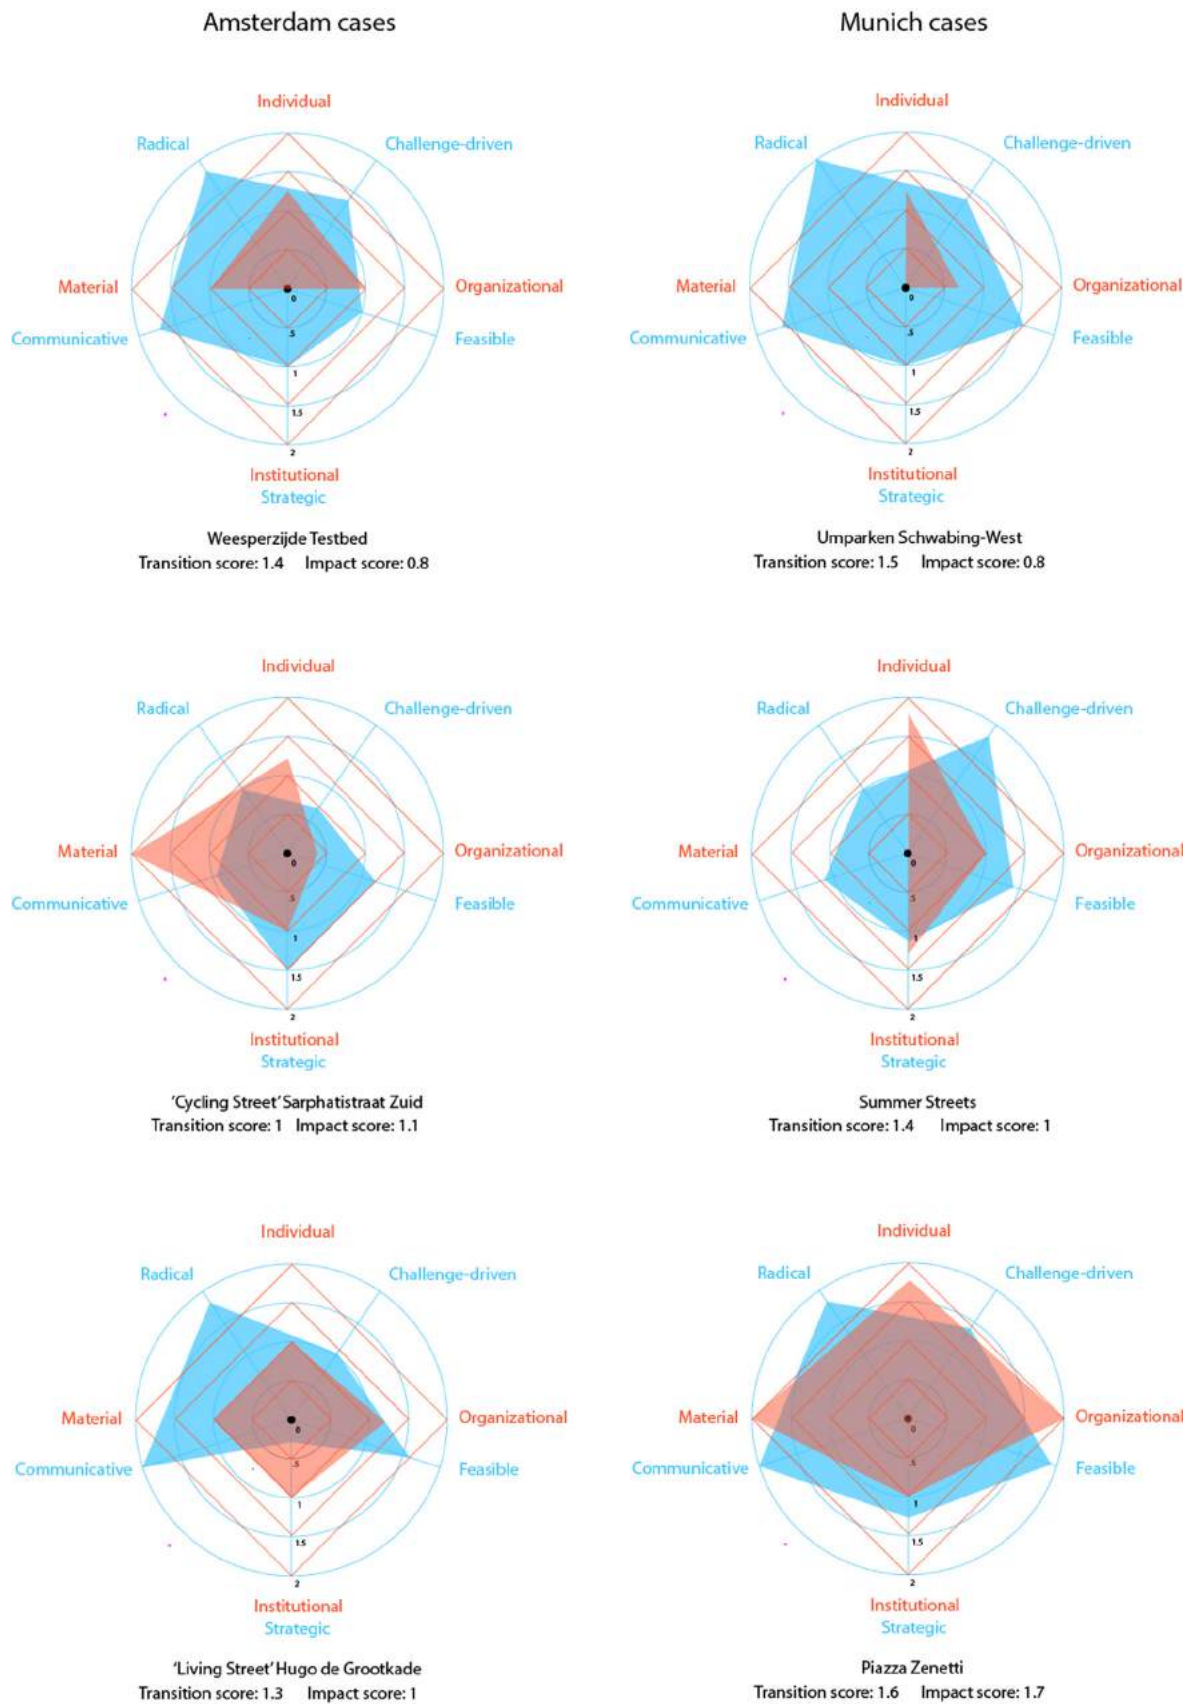 Amsterdam cases
Munich cases
Individual
Radical
Challenge-driven
Material
Organizational
Communicative
Feasible
0
.5
1
1.5
2
Institutional
Strategic
Weesperzijde Testbed
Transition score: 1.4 Impact score: 0.8
Individual
Radical
Challenge-driven
Material
Organizational
Communicative
Feasible
0
.5
1
1.5
2
Institutional
Strategic
Umparken Schwabing-West
Transition score: 1.5 Impact score: 0.8
Individual
Radical
Challenge-driven
Material
Organizational
Communicative
Feasible
0
.5
1
1.5
2
Institutional
Strategic
‘Cycling Street’ Sarphatistraat Zuid
Transition score: 1 Impact score: 1.1
Individual
Radical
Challenge-driven
Material
Organizational
Communicative
Feasible
0
.5
1
1.5
2
Institutional
Strategic
Summer Streets
Transition score: 1.4 Impact score: 1
Individual
Radical
Challenge-driven
Material
Organizational
Communicative
Feasible
0
.5
1
1.5
2
Institutional
Strategic
‘Living Street’ Hugo de Grootkade
Transition score: 1.3 Impact score: 1
Individual
Radical
Challenge-driven
Material
Organizational
Communicative
Feasible
0
.5
1
1.5
2
Institutional
Strategic
Piazza Zenetti
Transition score: 1.6 Impact score: 1.7